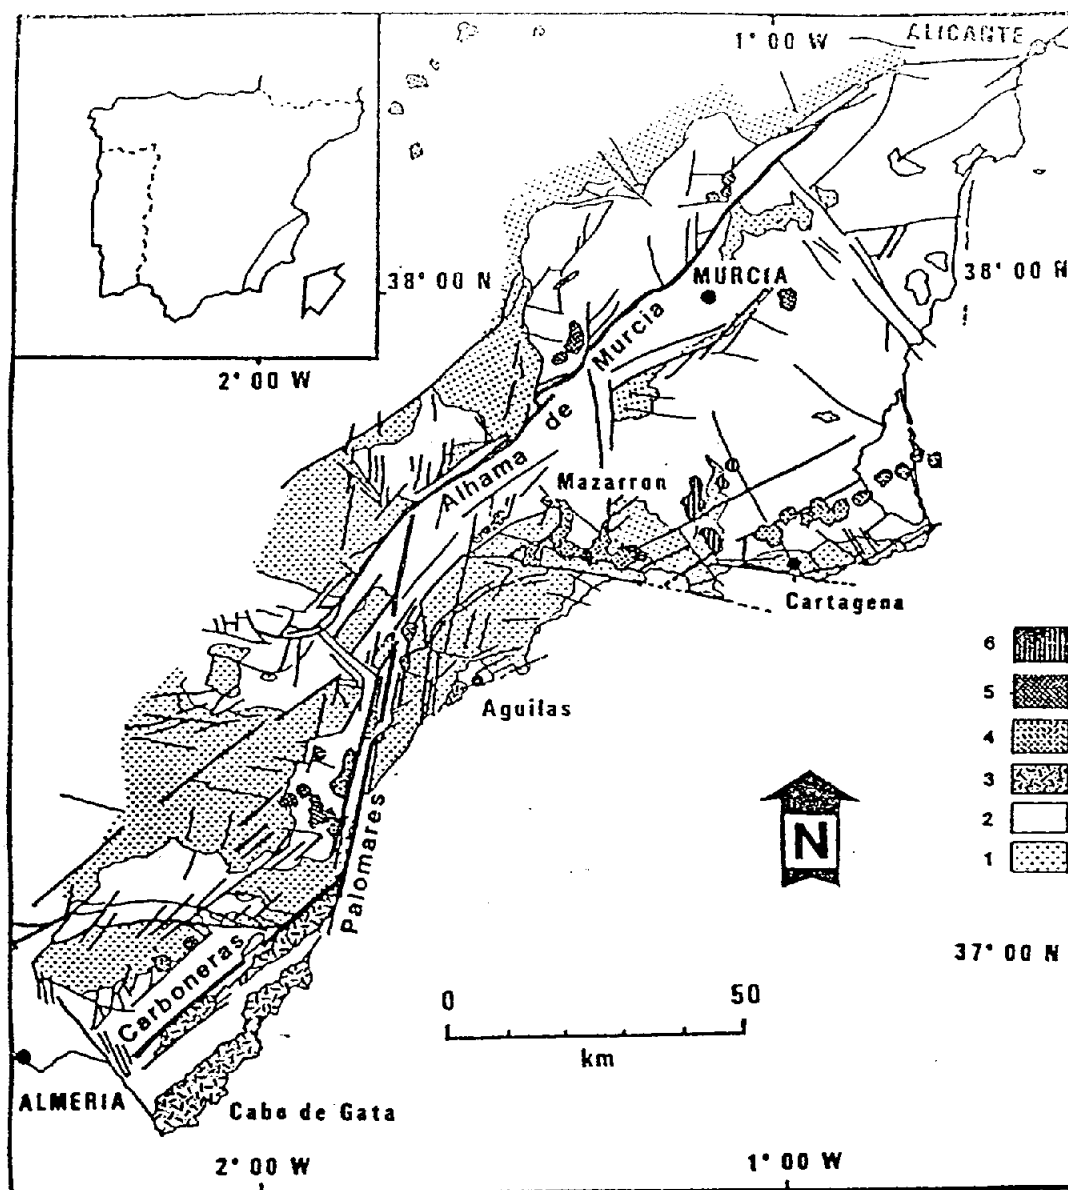 1° 00 W
ALICANTE
38° 00 N
MURCIA
38° 00 N
2° 00 W
Alhama de Murcia
Mazarron
Cartagena
6
Aguilas
5
4
3
Palomares
2
N
1
37° 00 N
Carboneras
0 50
km
ALMERIA
Cabo de Gata
2° 00 W
1° 00 W